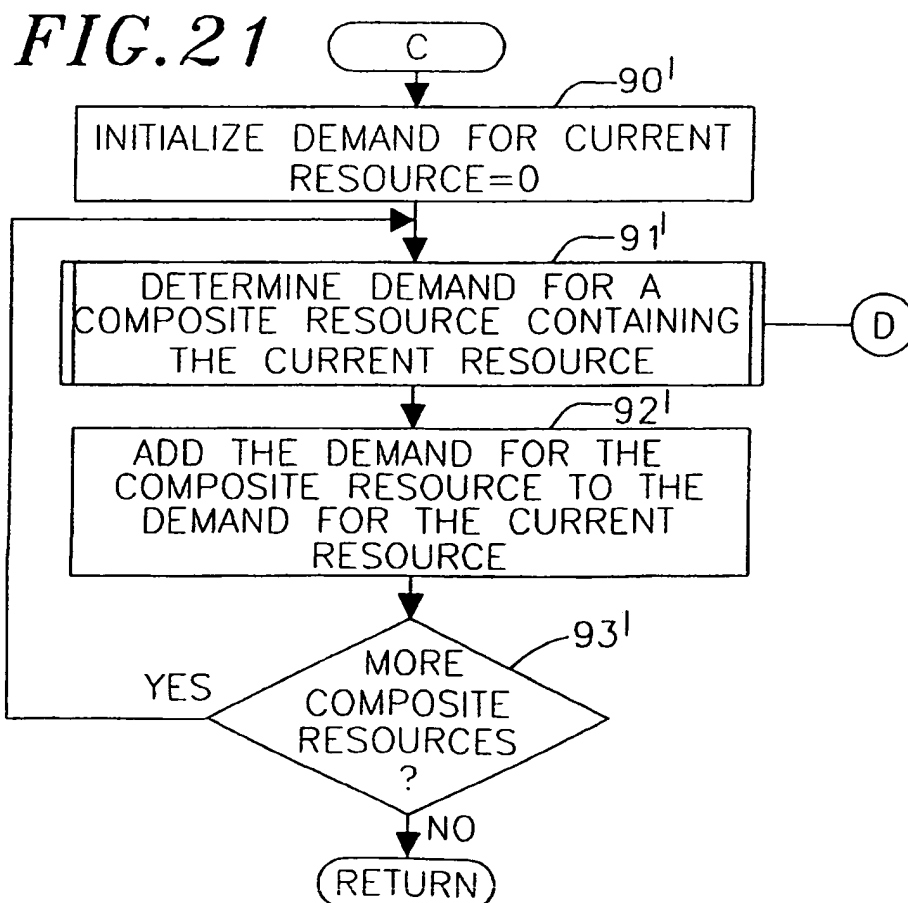 FIG.21
C
90'
INITIALIZE DEMAND FOR CURRENT
RESOURCE=0
91'
DETERMINE DEMAND FOR A
COMPOSITE RESOURCE CONTAINING
THE CURRENT RESOURCE
D
92'
ADD THE DEMAND FOR THE
COMPOSITE RESOURCE TO THE
DEMAND FOR THE CURRENT
RESOURCE
93'
YES
MORE
COMPOSITE
RESOURCES
?
NO
RETURN